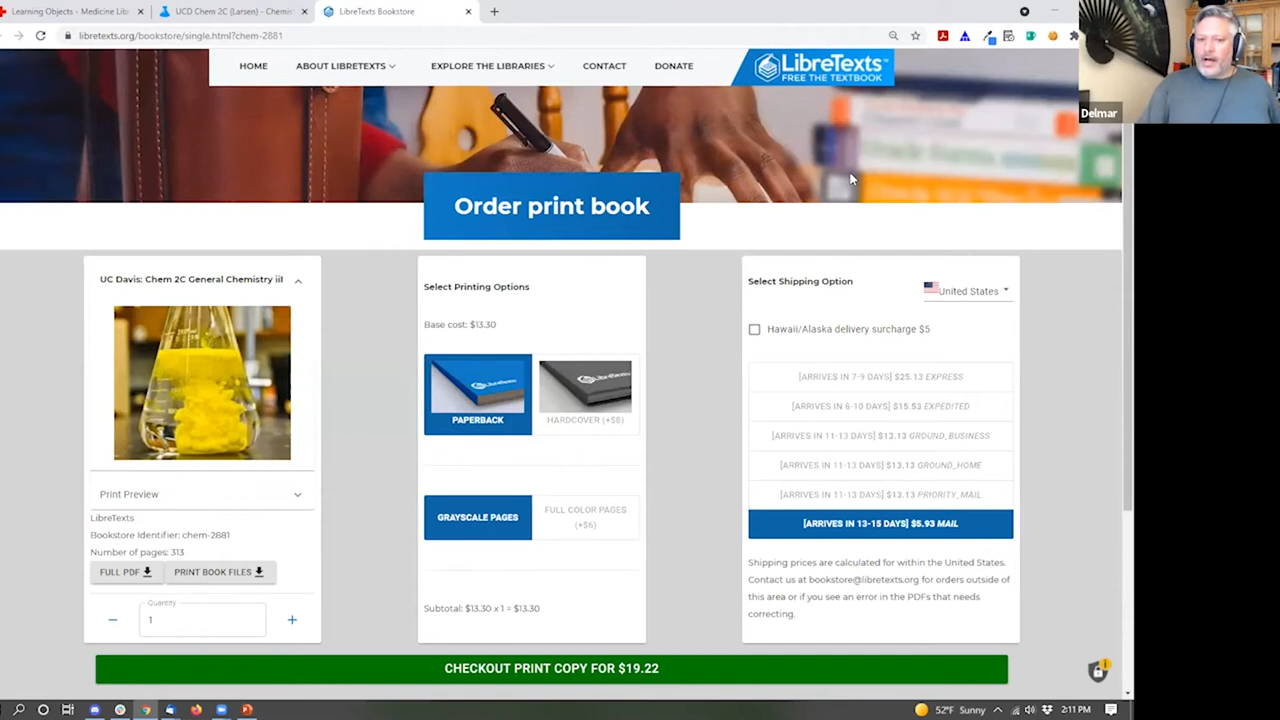 Learning Objects - Medicine Lib
UCD Chem 2C (Larsen) - Chemist
LibreTexts Bookstore
libretexts.org/bookstore/single.html?chem-2881
HOME
ABOUT LIBRETEXTS
EXPLORE THE LIBRARIES
CONTACT
DONATE
LibreTexts™
FREE THE TEXTBOOK
Delmar
Order print book
UC Davis: Chem 2C General Chemistry iiI
Print Preview
LibreTexts
Bookstore Identifier: chem-2881
Number of pages: 313
FULL PDF
PRINT BOOK FILES
Quantity
1
Select Printing Options
Base cost: $13.30
LibreTexts
PAPERBACK
LibreTexts
HARDCOVER (+$8)
GRAYSCALE PAGES
FULL COLOR PAGES
(+$6)
Subtotal: $13.30 x 1 = $13.30
Select Shipping Option
United States
Hawaii/Alaska delivery surcharge $5
[ARRIVES IN 7-9 DAYS] $25.13 EXPRESS
[ARRIVES IN 8-10 DAYS] $15.53 EXPEDITED
[ARRIVES IN 11-13 DAYS] $13.13 GROUND_BUSINESS
[ARRIVES IN 11-13 DAYS] $13.13 GROUND_HOME
[ARRIVES IN 11-13 DAYS] $13.13 PRIORITY_MAIL
[ARRIVES IN 13-15 DAYS] $5.93 MAIL
Shipping prices are calculated for within the United States.
Contact us at bookstore@libretexts.org for orders outside of
this area or if you see an error in the PDFs that needs
correcting.
CHECKOUT PRINT COPY FOR $19.22
52°F Sunny
2:11 PM